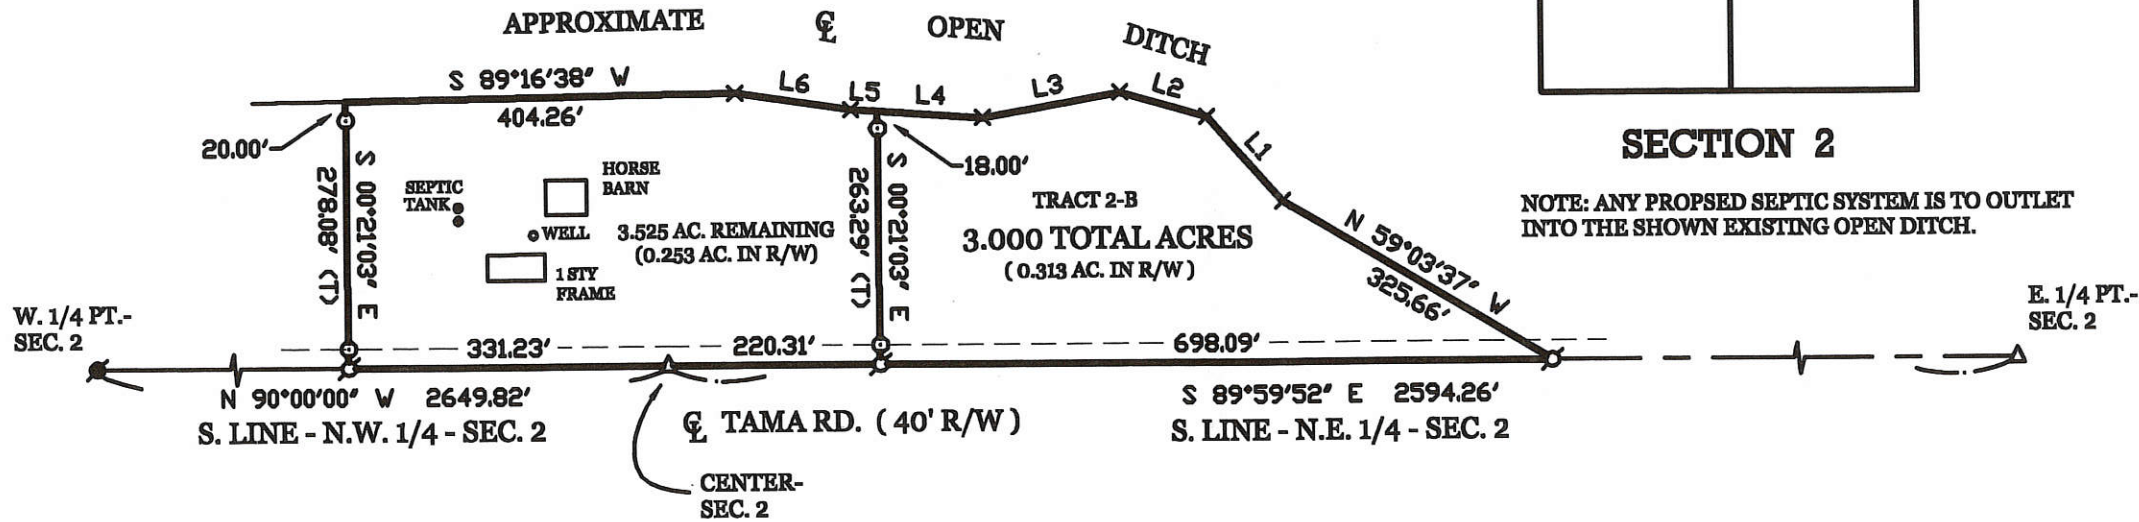 APPROXIMATE ℄ OPEN DITCH
S 89°16'38" W
404.26'
L6
L5
L4
L3
L2
L1
20.00'
18.00'
S 00°21'03" E
278.08' (T)
SEPTIC
TANK
HORSE
BARN
WELL
1 STY
FRAME
3.525 AC. REMAINING
(0.253 AC. IN R/W)
S 00°21'03" E
263.29' (T)
TRACT 2-B
3.000 TOTAL ACRES
( 0.313 AC. IN R/W )
N 59°03'37" W
325.66'
SECTION 2
NOTE: ANY PROPSED SEPTIC SYSTEM IS TO OUTLET
INTO THE SHOWN EXISTING OPEN DITCH.
W. 1/4 PT.-
SEC. 2
E. 1/4 PT.-
SEC. 2
331.23'
220.31'
698.09'
N 90°00'00" W 2649.82'
S. LINE - N.W. 1/4 - SEC. 2
℄ TAMA RD. ( 40' R/W )
S 89°59'52" E 2594.26'
S. LINE - N.E. 1/4 - SEC. 2
CENTER-
SEC. 2